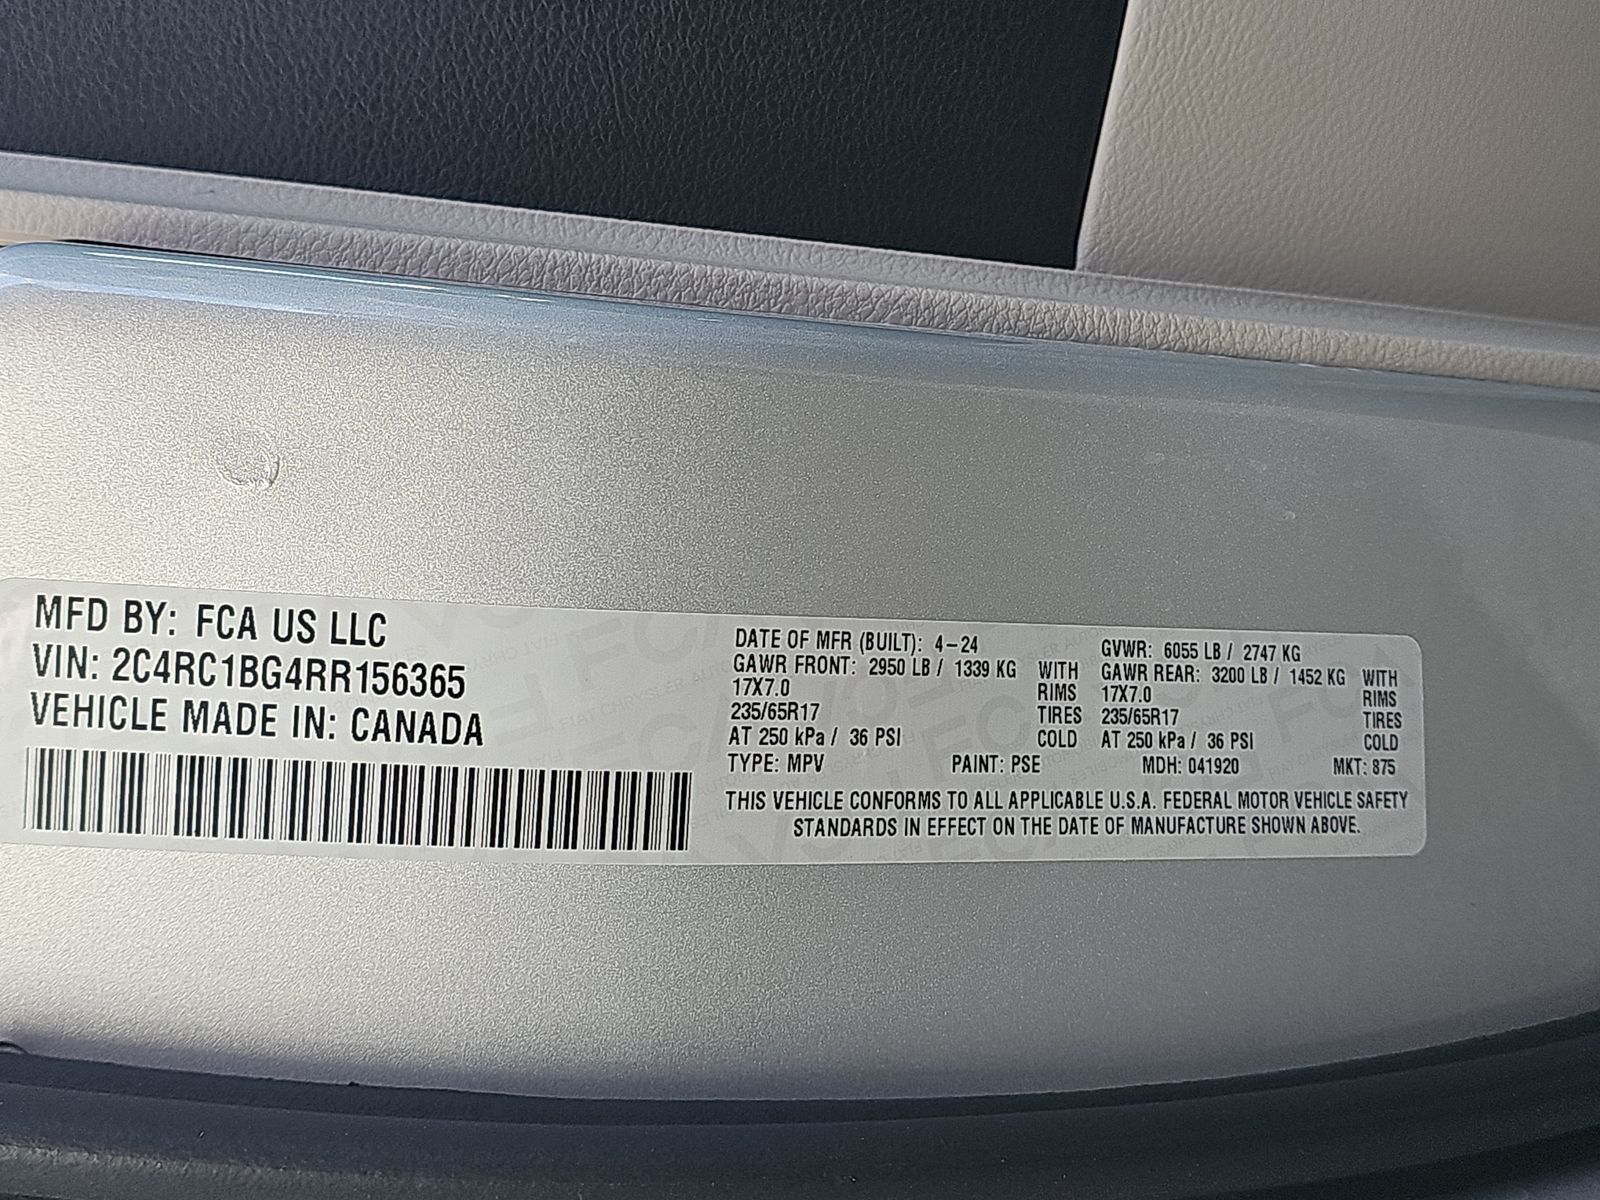 MFD BY: FCA US LLC
VIN: 2C4RC1BG4RR156365
VEHICLE MADE IN: CANADA
DATE OF MFR (BUILT): 4-24
GAWR FRONT: 2950 LB / 1339 KG WITH
17X7.0 RIMS
235/65R17 TIRES
AT 250 kPa / 36 PSI COLD
GVWR: 6055 LB / 2747 KG
GAWR REAR: 3200 LB / 1452 KG WITH
17X7.0 RIMS
235/65R17 TIRES
AT 250 kPa / 36 PSI COLD
TYPE: MPV PAINT: PSE MDH: 041920 MKT: 875
THIS VEHICLE CONFORMS TO ALL APPLICABLE U.S.A. FEDERAL MOTOR VEHICLE SAFETY
STANDARDS IN EFFECT ON THE DATE OF MANUFACTURE SHOWN ABOVE.